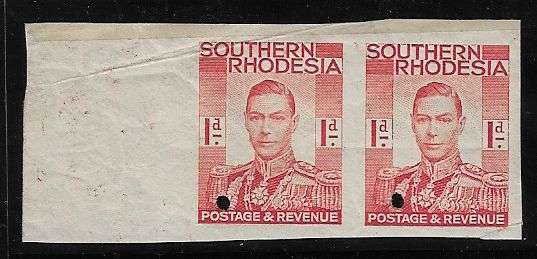 SOUTHERN
RHODESIA
1d. 1d.
POSTAGE & REVENUE
SOUTHERN
RHODESIA
1d. 1d.
POSTAGE & REVENUE